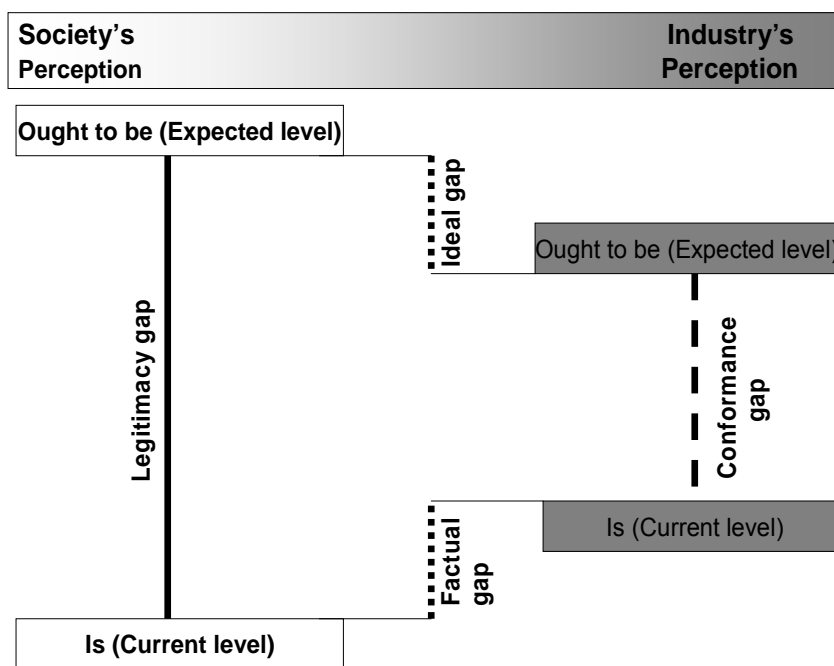 Society's
Perception
Industry's
Perception
Ought to be (Expected level)
Ideal gap
Ought to be (Expected level)
Legitimacy gap
Conformance
gap
Is (Current level)
Factual
gap
Is (Current level)